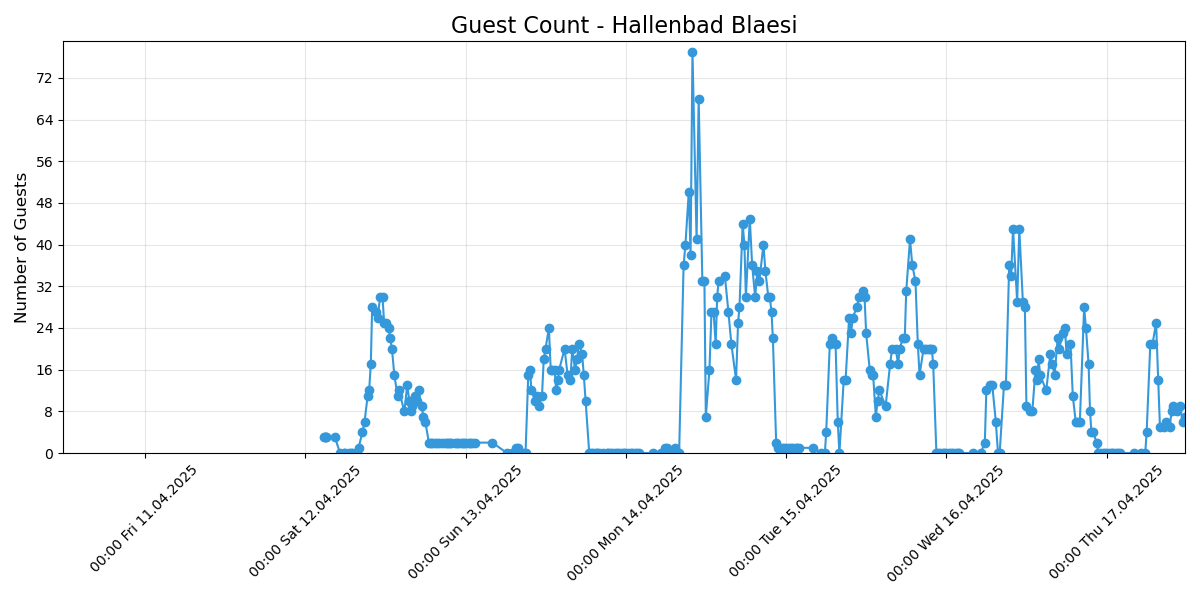 Guest Count - Hallenbad Blaesi
Number of Guests
72
64
56
48
40
32
24
16
8
0
00:00 Fri 11.04.2025
00:00 Sat 12.04.2025
00:00 Sun 13.04.2025
00:00 Mon 14.04.2025
00:00 Tue 15.04.2025
00:00 Wed 16.04.2025
00:00 Thu 17.04.2025